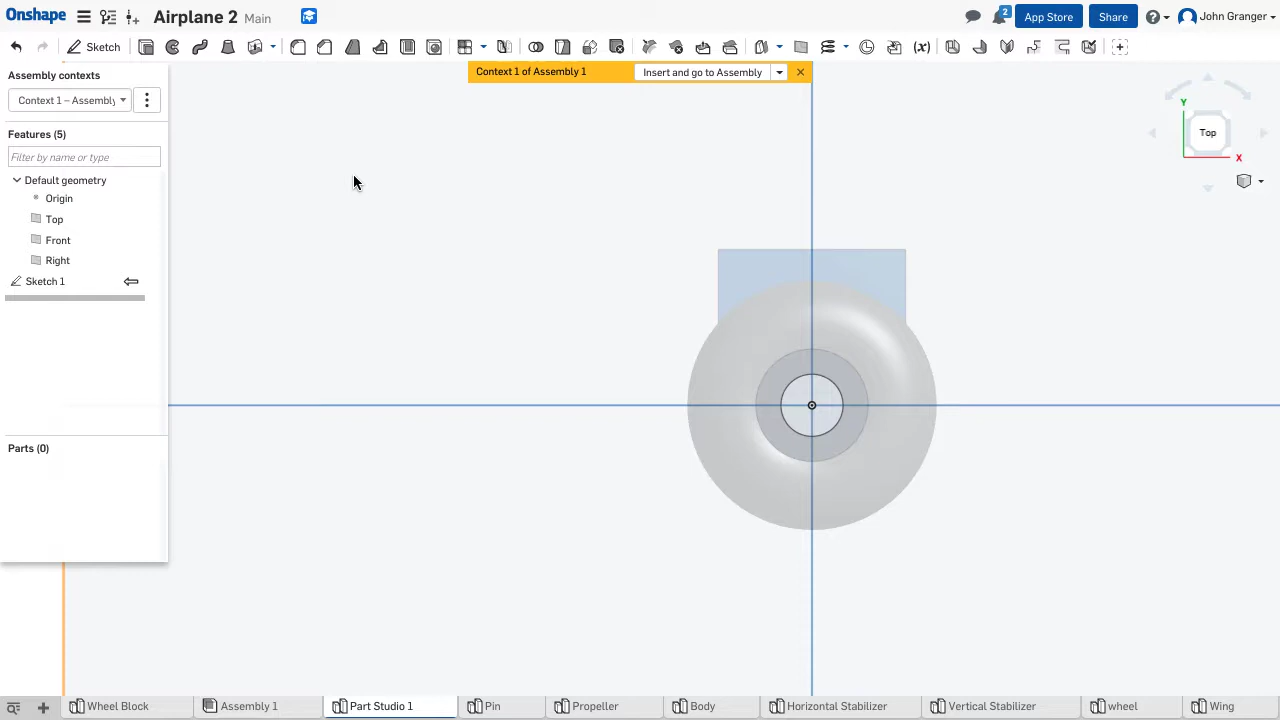 Onshape
Airplane 2 Main
2
App Store
Share
John Granger
Sketch
(x)
Assembly contexts
Context 1 – Assembly
Context 1 of Assembly 1
Insert and go to Assembly
Features (5)
Filter by name or type
Default geometry
Origin
Top
Front
Right
Sketch 1
Parts (0)
Y
Top
X
Wheel Block
Assembly 1
Part Studio 1
Pin
Propeller
Body
Horizontal Stabilizer
Vertical Stabilizer
wheel
Wing